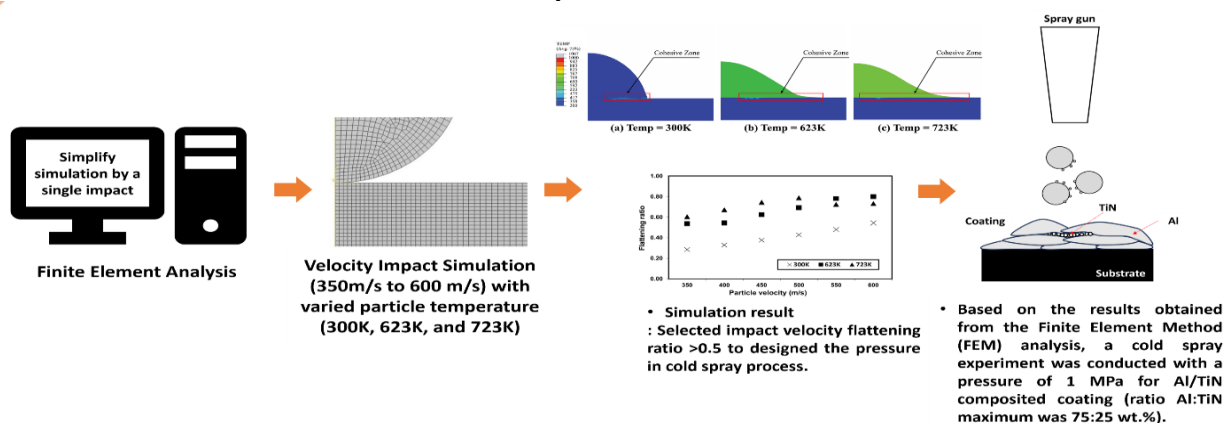 Simplify
simulation by a
single impact
Finite Element Analysis
Velocity Impact Simulation
(350m/s to 600 m/s) with
varied particle temperature
(300K, 623K, and 723K)
Cohesive Zone
Cohesive Zone
Cohesive Zone
(a) Temp = 300K
(b) Temp = 623K
(c) Temp = 723K
Flattening ratio
1.00
0.80
0.60
0.40
0.20
0.00
350
400
450
500
550
600
300K
623K
723K
Particle velocity (m/s)
• Simulation result
: Selected impact velocity flattening
ratio >0.5 to designed the pressure
in cold spray process.
Spray gun
TiN
Coating
Al
Substrate
• Based on the results obtained
from the Finite Element Method
(FEM) analysis, a cold spray
experiment was conducted with a
pressure of 1 MPa for Al/TiN
composited coating (ratio Al:TiN
maximum was 75:25 wt.%).